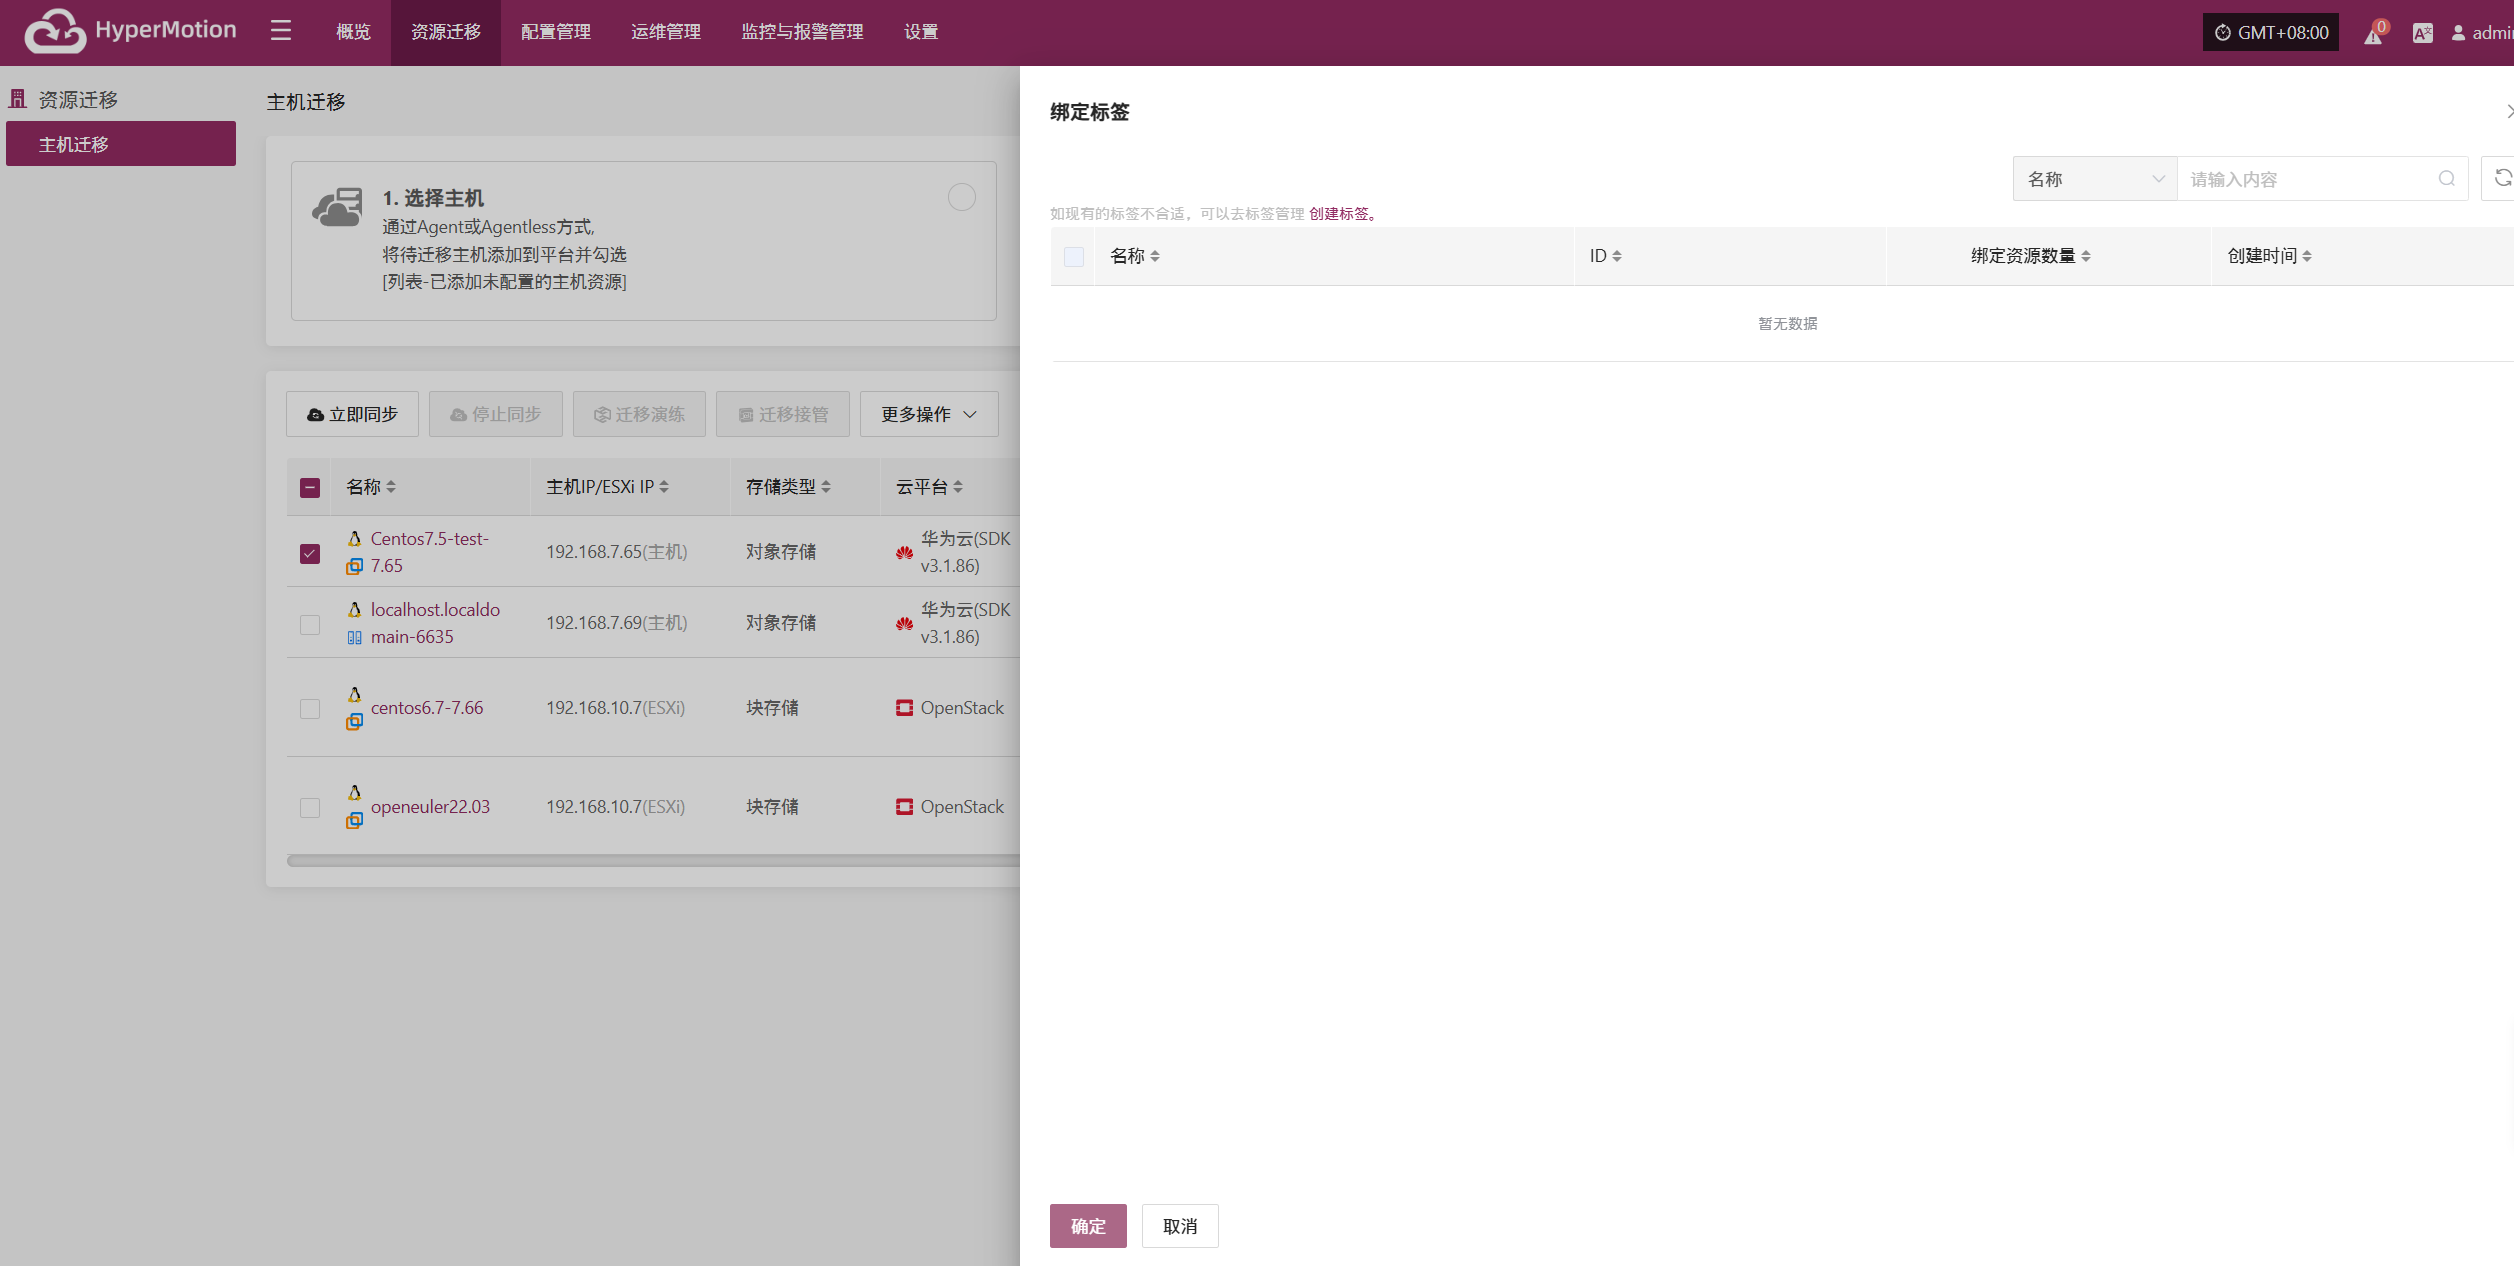 HyperMotion
概览
资源迁移
配置管理
运维管理
监控与报警管理
设置
GMT+08:00
0
资源迁移
主机迁移
主机迁移
1. 选择主机
通过Agent或Agentless方式,
将待迁移主机添加到平台并勾选
[列表-已添加未配置的主机资源]
立即同步
停止同步
迁移演练
迁移接管
更多操作
名称
主机IP/ESXi IP
存储类型
云平台
Centos7.5-test-
7.65
192.168.7.65(主机)
对象存储
华为云(SDK
v3.1.86)
localhost.localdo
main-6635
192.168.7.69(主机)
对象存储
华为云(SDK
v3.1.86)
centos6.7-7.66
192.168.10.7(ESXi)
块存储
OpenStack
openeuler22.03
192.168.10.7(ESXi)
块存储
OpenStack
绑定标签
名称
请输入内容
如现有的标签不合适，可以去标签管理 创建标签。
名称
ID
绑定资源数量
创建时间
暂无数据
确定
取消